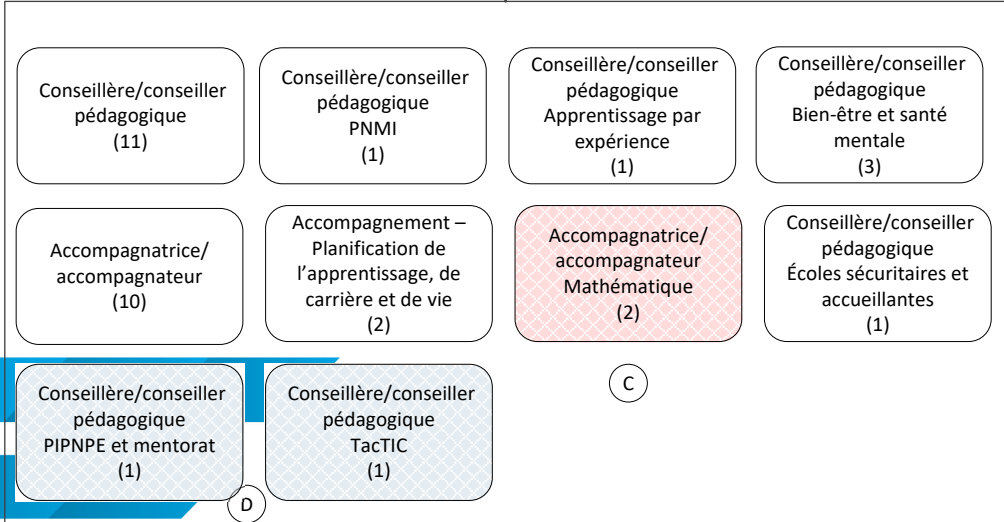 Conseillère/conseiller
pédagogique
(11)
Conseillère/conseiller
pédagogique
PNMI
(1)
Conseillère/conseiller
pédagogique
Apprentissage par
expérience
(1)
Conseillère/conseiller
pédagogique
Bien-être et santé
mentale
(3)
Accompagnatrice/
accompagnateur
(10)
Accompagnement –
Planification de
l’apprentissage, de
carrière et de vie
(2)
Accompagnatrice/
accompagnateur
Mathématique
(2)
Conseillère/conseiller
pédagogique
Écoles sécuritaires et
accueillantes
(1)
Conseillère/conseiller
pédagogique
PIPNPE et mentorat
(1)
Conseillère/conseiller
pédagogique
TacTIC
(1)
C
D